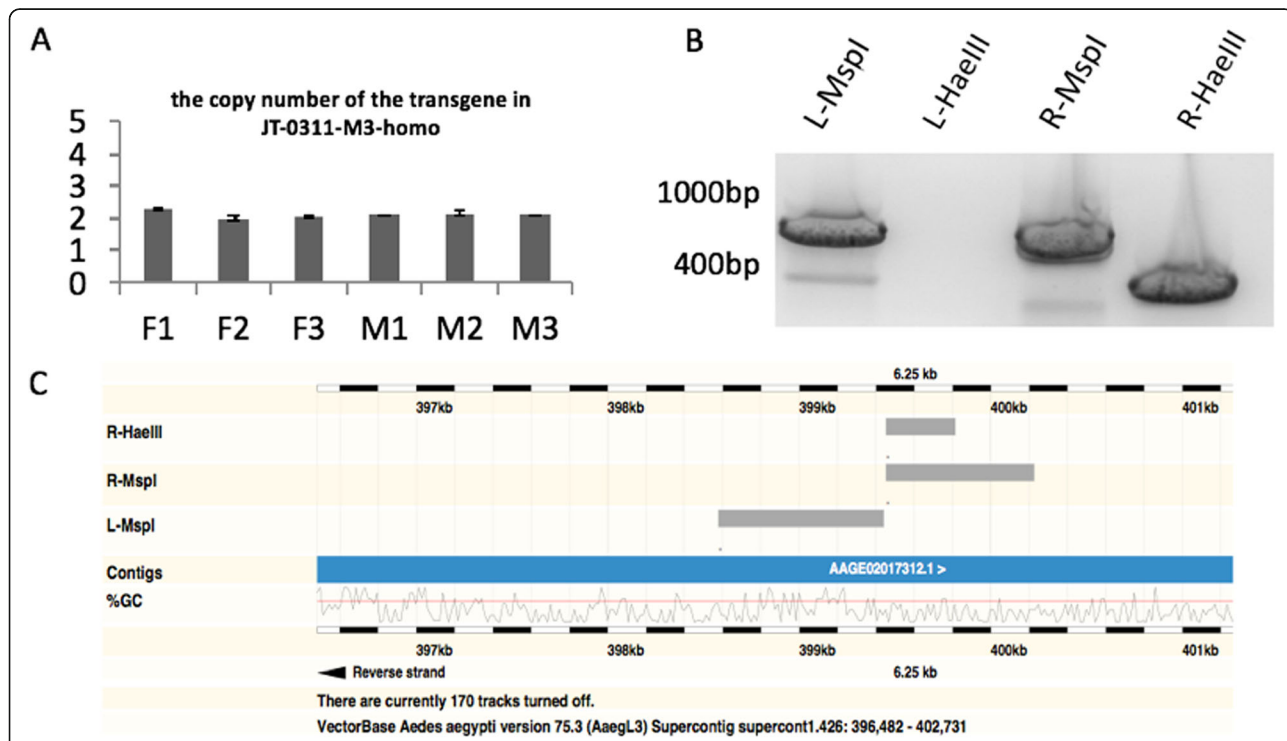 A
the copy number of the transgene in
JT-0311-M3-homo
5
4
3
2
1
0
F1 F2 F3 M1 M2 M3
B
L-MspI L-HaeIII R-MspI R-HaeIII
1000bp
400bp
C
6.25 kb
397kb 398kb 399kb 400kb 401kb
R-HaeIII
R-MspI
L-MspI
Contigs AAGE02017312.1 >
%GC
397kb 398kb 399kb 400kb 401kb
Reverse strand 6.25 kb
There are currently 170 tracks turned off.
VectorBase Aedes aegypti version 75.3 (AaegL3) Supercontig supercont1.426: 396,482 - 402,731